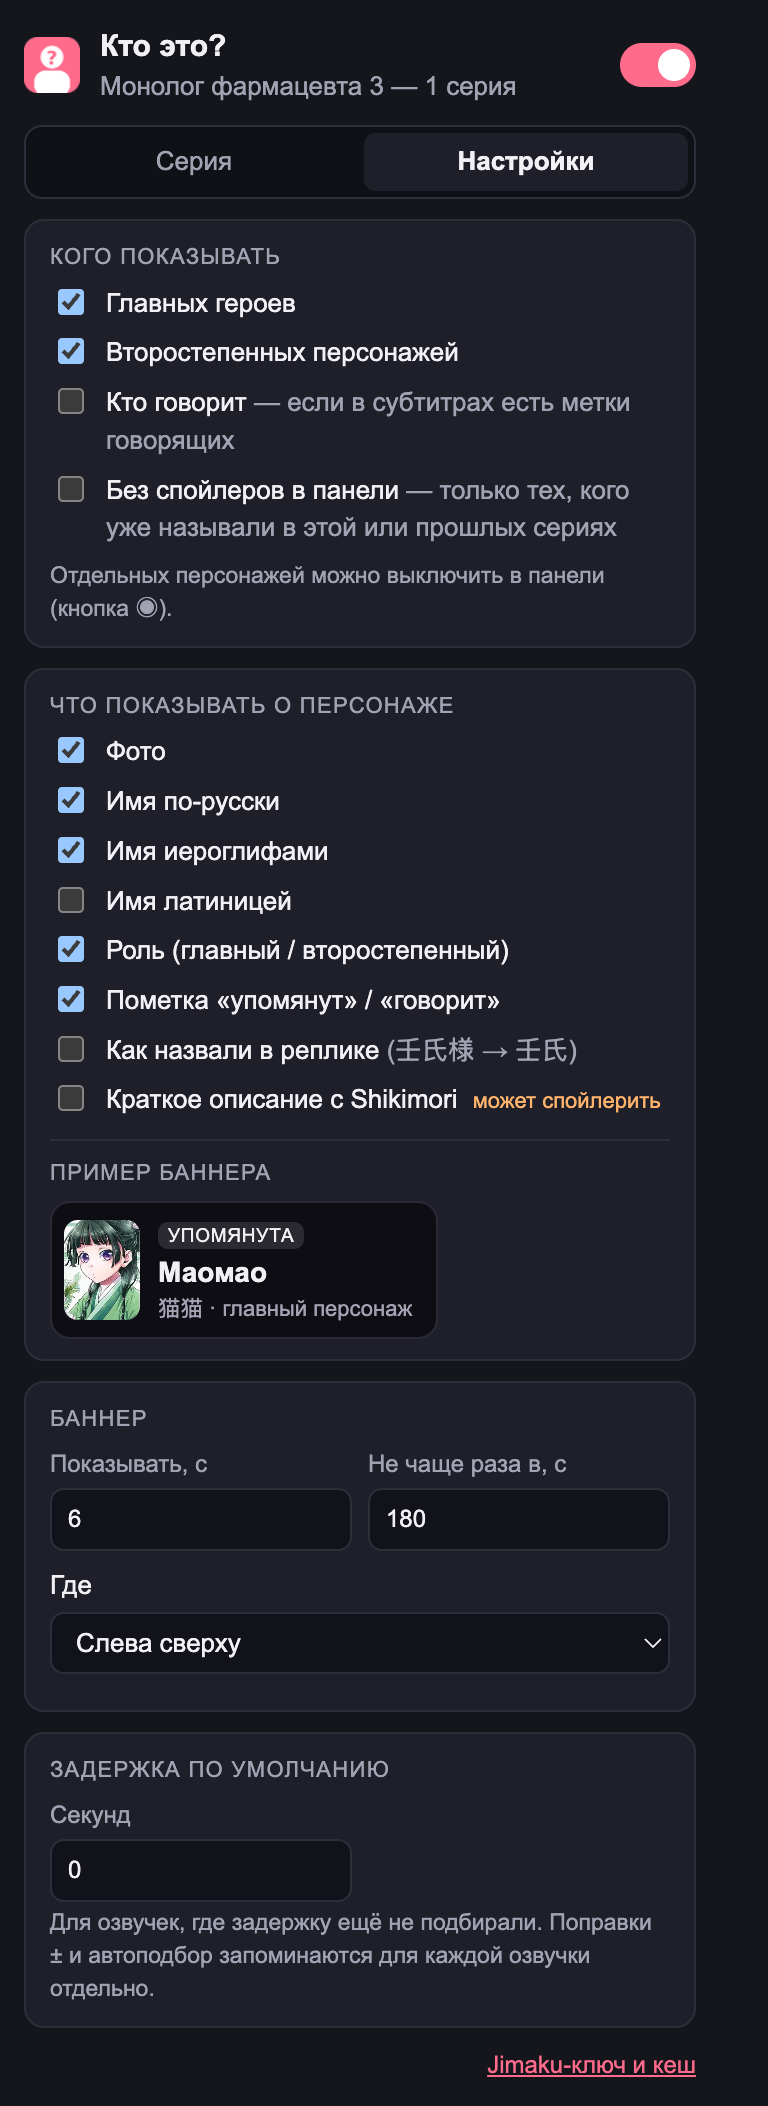 Кто это?
Монолог фармацевта 3 — 1 серия
Серия
Настройки
КОГО ПОКАЗЫВАТЬ
Главных героев
Второстепенных персонажей
Кто говорит — если в субтитрах есть метки
говорящих
Без спойлеров в панели — только тех, кого
уже называли в этой или прошлых сериях
Отдельных персонажей можно выключить в панели
(кнопка ◉).
ЧТО ПОКАЗЫВАТЬ О ПЕРСОНАЖЕ
Фото
Имя по-русски
Имя иероглифами
Имя латиницей
Роль (главный / второстепенный)
Пометка «упомянут» / «говорит»
Как назвали в реплике (壬氏様 → 壬氏)
Краткое описание с Shikimori может спойлерить
ПРИМЕР БАННЕРА
УПОМЯНУТА
Маомао
猫猫 · главный персонаж
БАННЕР
Показывать, с
Не чаще раза в, с
6
180
Где
Слева сверху
ЗАДЕРЖКА ПО УМОЛЧАНИЮ
Секунд
0
Для озвучек, где задержку ещё не подбирали. Поправки
± и автоподбор запоминаются для каждой озвучки
отдельно.
Jimaku-ключ и кеш